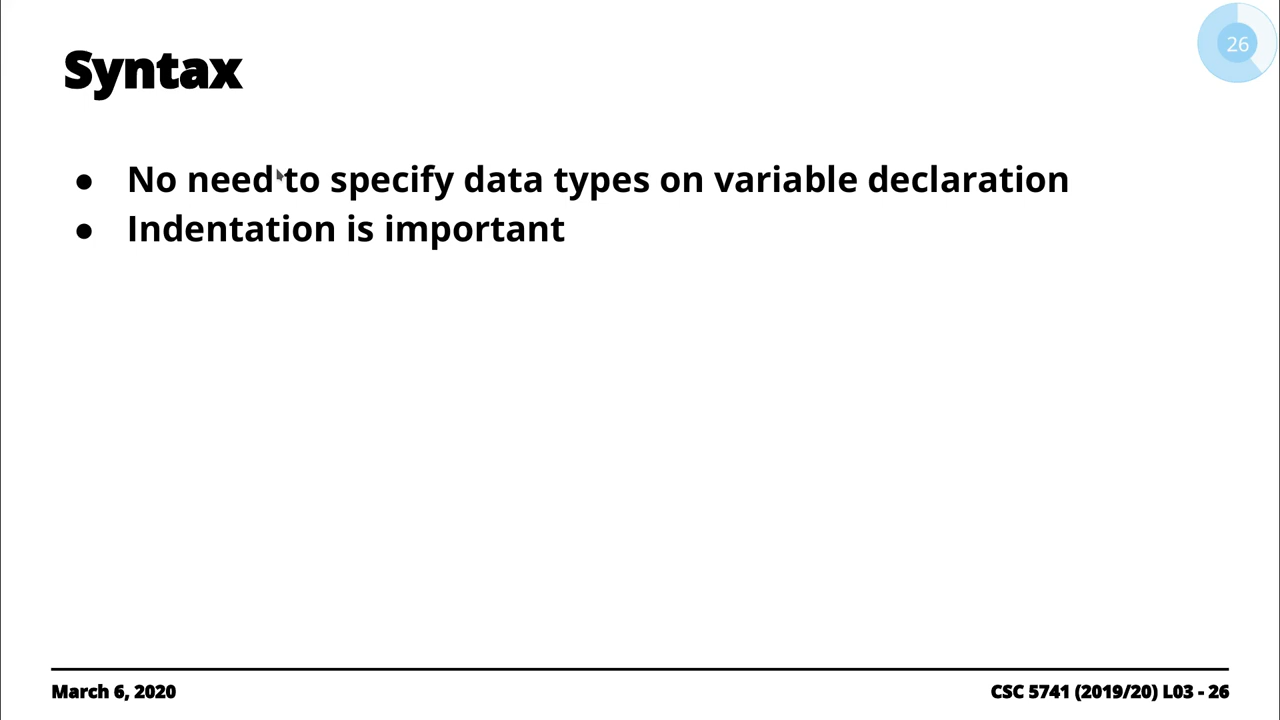 26
Syntax
● No need to specify data types on variable declaration
● Indentation is important
March 6, 2020
CSC 5741 (2019/20) L03 - 26